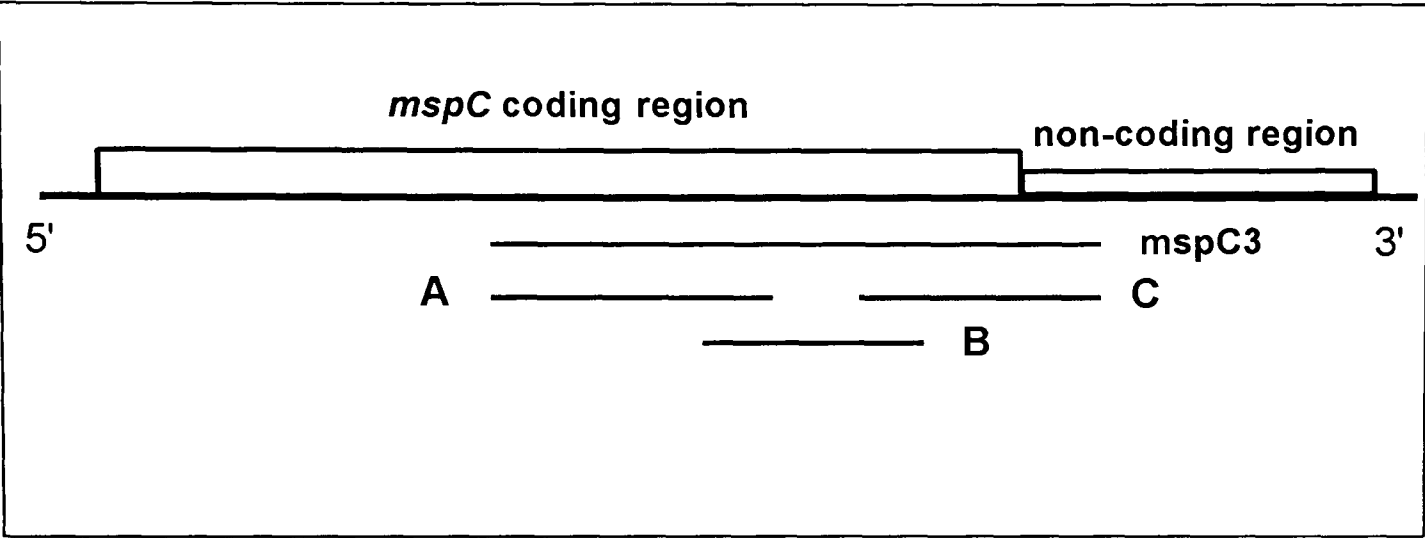 mspC coding region
non-coding region
5'
mspC3
3'
A
C
B